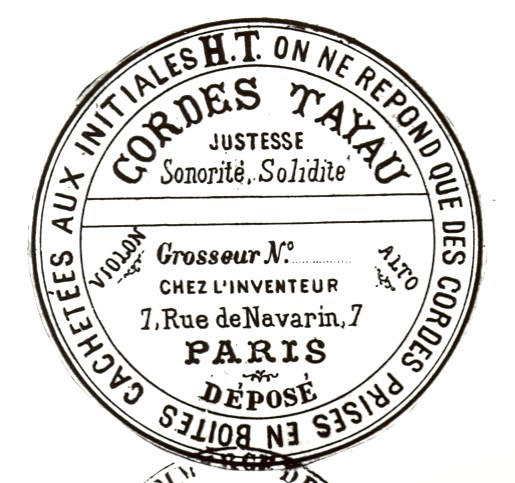 H.T. ON NE REPOND QUE DES CORDES PRISES EN BOITES CACHETÉES AUX INITIALES
CORDES TAYAU
JUSTESSE
Sonorité, Solidité
VIOLON
Grosseur N.º
ALTO
CHEZ L'INVENTEUR
7, Rue de Navarin, 7
PARIS
DÉPOSÉ